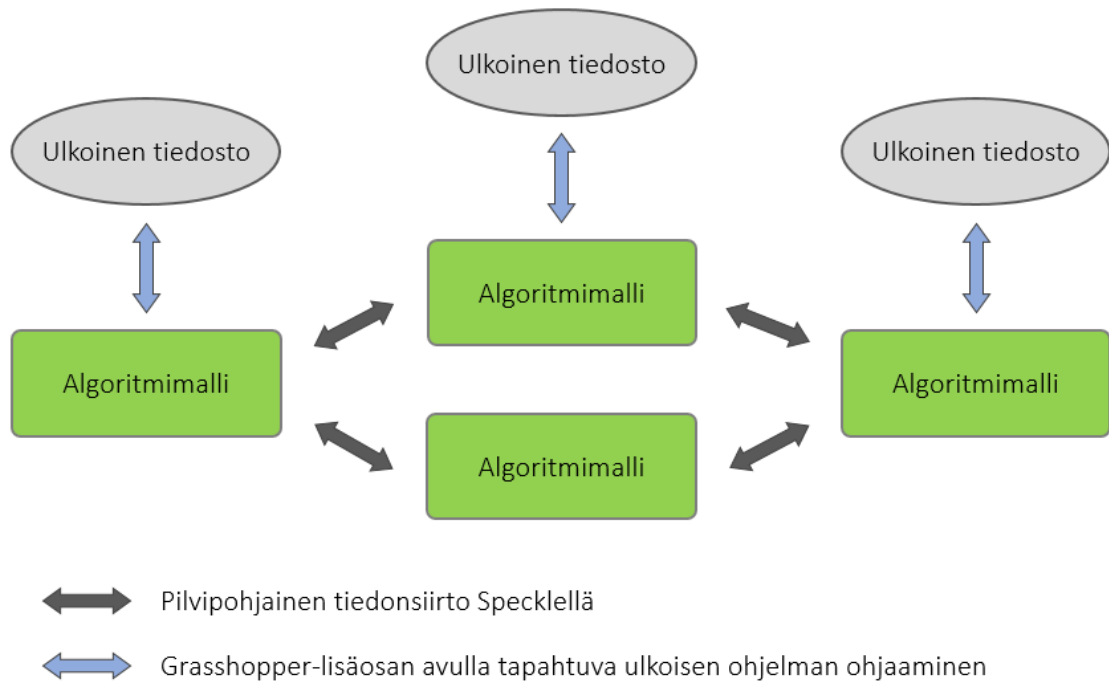 Ulkoinen tiedosto
Ulkoinen tiedosto
Ulkoinen tiedosto
Algoritmimalli
Algoritmimalli
Algoritmimalli
Algoritmimalli
Pilvipohjainen tiedonsiirto Specklellä
Grasshopper-lisäosan avulla tapahtuva ulkoisen ohjelman ohjaaminen